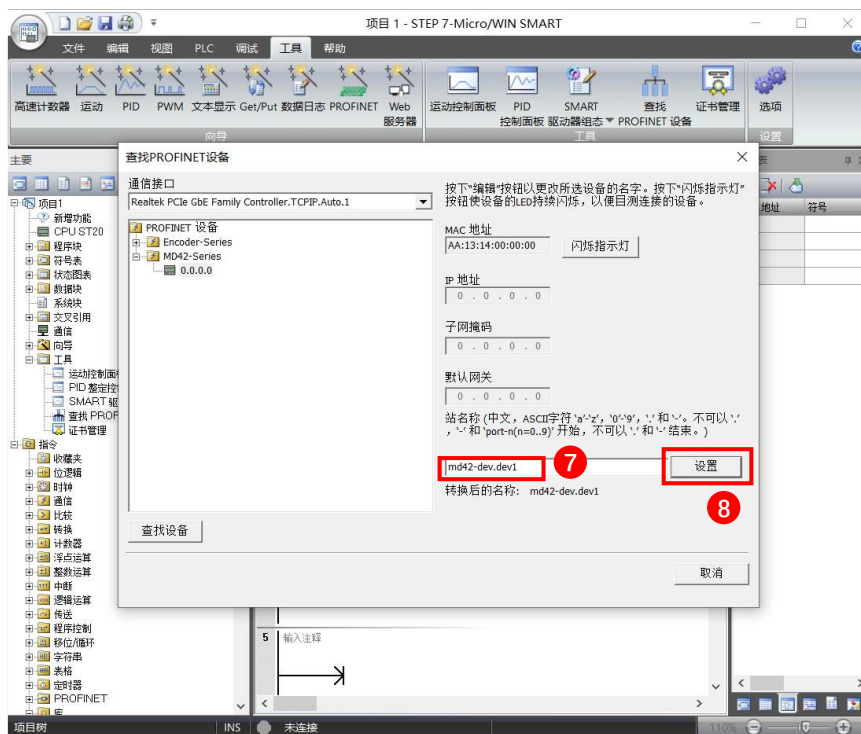 项目 1 - STEP 7-Micro/WIN SMART
文件 编辑 视图 PLC 调试 工具 帮助
高速计数器 运动 PID PWM 文本显示 Get/Put 数据日志 PROFINET Web 服务器
运动控制面板 PID 控制面板 SMART 驱动器组态 查找 PROFINET 设备 证书管理 选项
向导 工具 设置
主要
项目1
新增功能
CPU ST20
程序块
符号表
状态图表
数据块
系统块
交叉引用
通信
向导
工具
运动控制面
PID 整定控
SMART 驱
查找 PROF
证书管理
指令
收藏夹
位逻辑
时钟
通信
比较
转换
计数器
浮点运算
整数运算
中断
逻辑运算
传送
程序控制
移位/循环
字符串
表格
定时器
PROFINET
库
查找PROFINET设备
通信接口
Realtek PCIe GbE Family Controller.TCPIP.Auto.1
PROFINET 设备
Encoder-Series
MD42-Series
0.0.0.0
查找设备
按下"编辑"按钮以更改所选设备的名字。按下"闪烁指示灯"
按钮使设备的LED持续闪烁，以便目测连接的设备。
MAC 地址
AA:13:14:00:00:00 闪烁指示灯
IP 地址
0 . 0 . 0 . 0
子网掩码
0 . 0 . 0 . 0
默认网关
0 . 0 . 0 . 0
站名称 (中文，ASCII字符 'a'-'z'，'0'-'9'，'.' 和 '-'。不可以 '.'
，'-' 和 'port-n(n=0..9)' 开始，不可以 '.' 和 '-' 结束。)
md42-dev.dev1 7 设置
转换后的名称: md42-dev.dev1
8
取消
表
地址 符号
5 输入注释
项目树 INS 未连接 110%